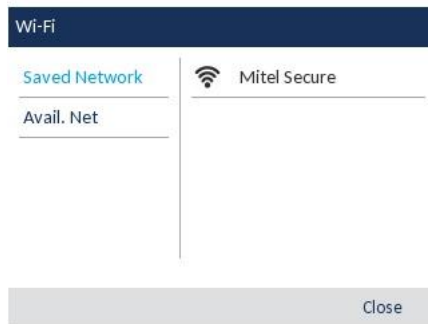 Wi-Fi
Saved Network
Mitel Secure
Avail. Net
Close